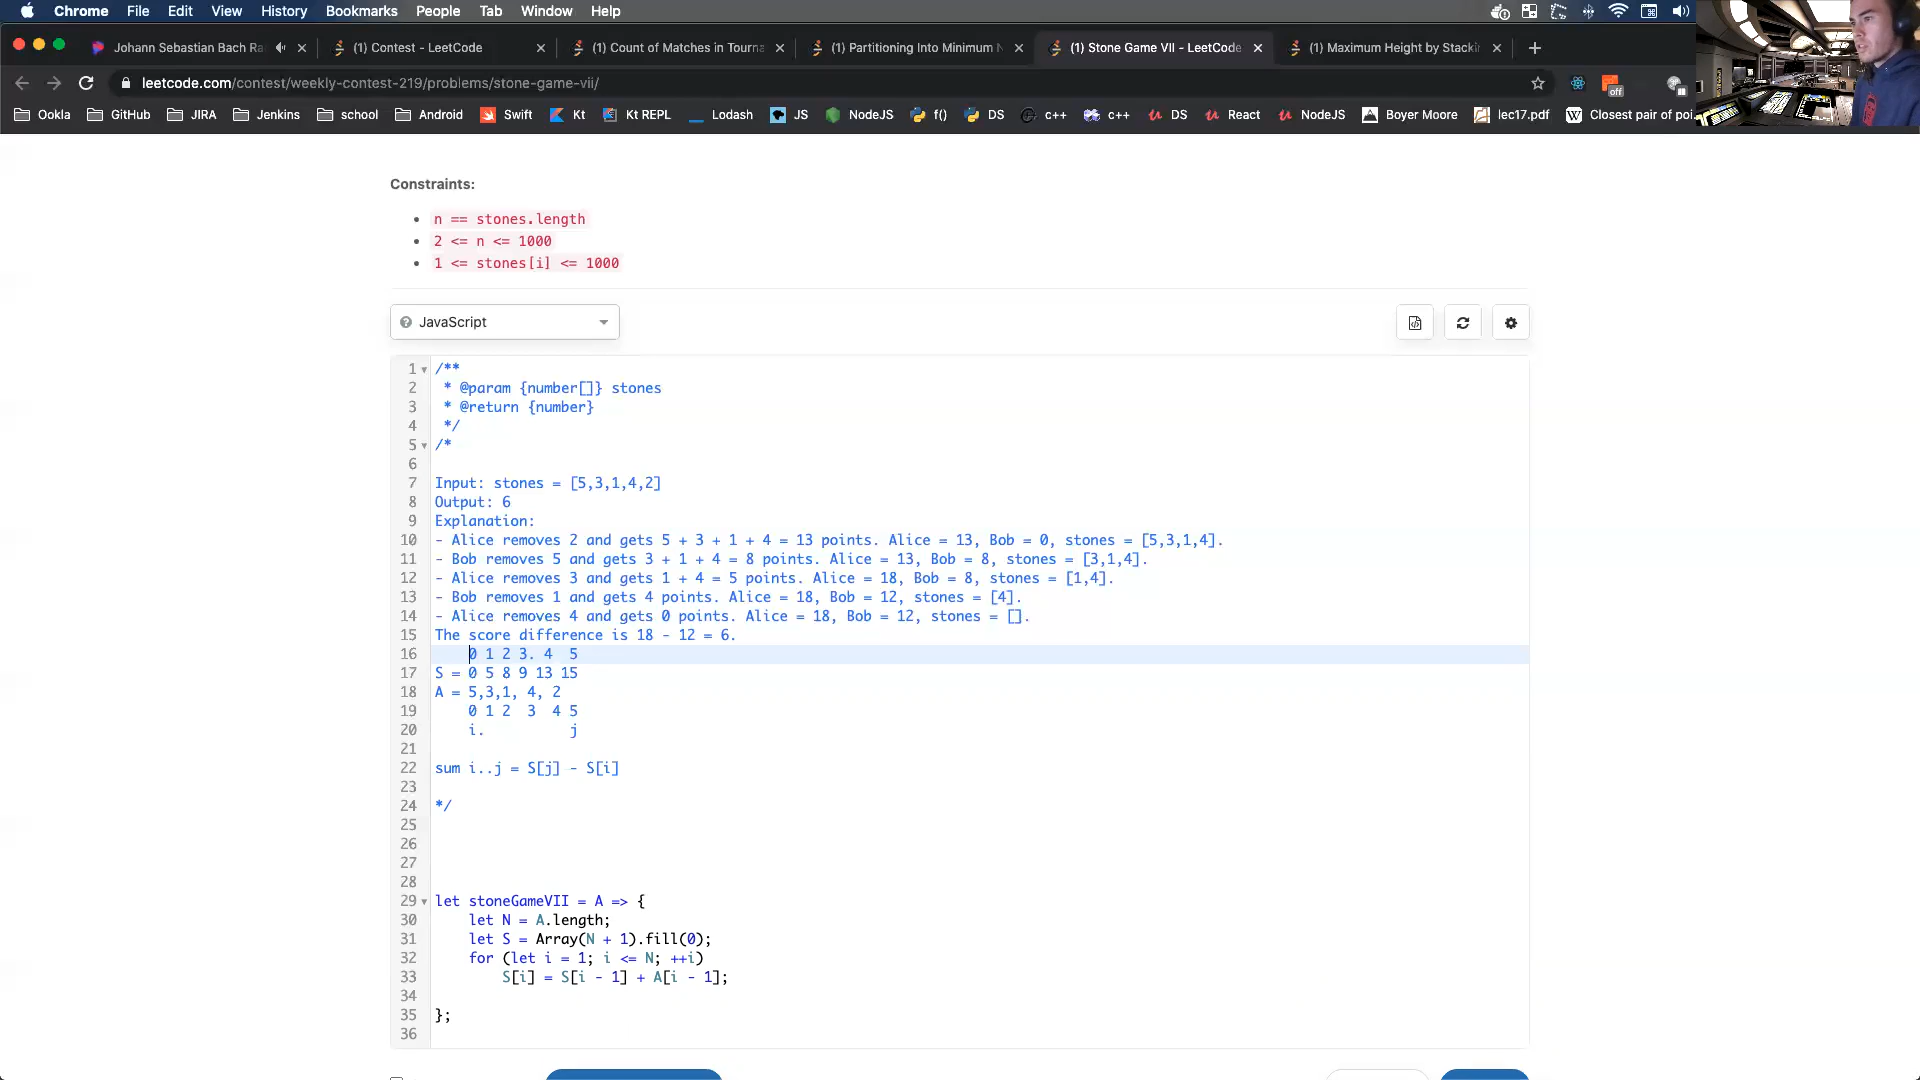 Chrome File Edit View History Bookmarks People Tab Window Help
Johann Sebastian Bach Ra
(1) Contest - LeetCode
(1) Count of Matches in Tourna
(1) Partitioning Into Minimum N
(1) Stone Game VII - LeetCode
(1) Maximum Height by Stackin
leetcode.com/contest/weekly-contest-219/problems/stone-game-vii/
off
Ookla GitHub JIRA Jenkins school Android Swift Kt Kt REPL Lodash JS NodeJS f() DS c++ c++ DS React NodeJS Boyer Moore lec17.pdf Closest pair of poi
Constraints:
n == stones.length
2 <= n <= 1000
1 <= stones[i] <= 1000
JavaScript
1 /**
2 * @param {number[]} stones
3 * @return {number}
4 */
5 /*
6
7 Input: stones = [5,3,1,4,2]
8 Output: 6
9 Explanation:
10 - Alice removes 2 and gets 5 + 3 + 1 + 4 = 13 points. Alice = 13, Bob = 0, stones = [5,3,1,4].
11 - Bob removes 5 and gets 3 + 1 + 4 = 8 points. Alice = 13, Bob = 8, stones = [3,1,4].
12 - Alice removes 3 and gets 1 + 4 = 5 points. Alice = 18, Bob = 8, stones = [1,4].
13 - Bob removes 1 and gets 4 points. Alice = 18, Bob = 12, stones = [4].
14 - Alice removes 4 and gets 0 points. Alice = 18, Bob = 12, stones = [].
15 The score difference is 18 - 12 = 6.
16 0 1 2 3. 4 5
17 S = 0 5 8 9 13 15
18 A = 5,3,1, 4, 2
19 0 1 2 3 4 5
20 i. j
21
22 sum i..j = S[j] - S[i]
23
24 */
25
26
27
28
29 let stoneGameVII = A => {
30 let N = A.length;
31 let S = Array(N + 1).fill(0);
32 for (let i = 1; i <= N; ++i)
33 S[i] = S[i - 1] + A[i - 1];
34
35 };
36